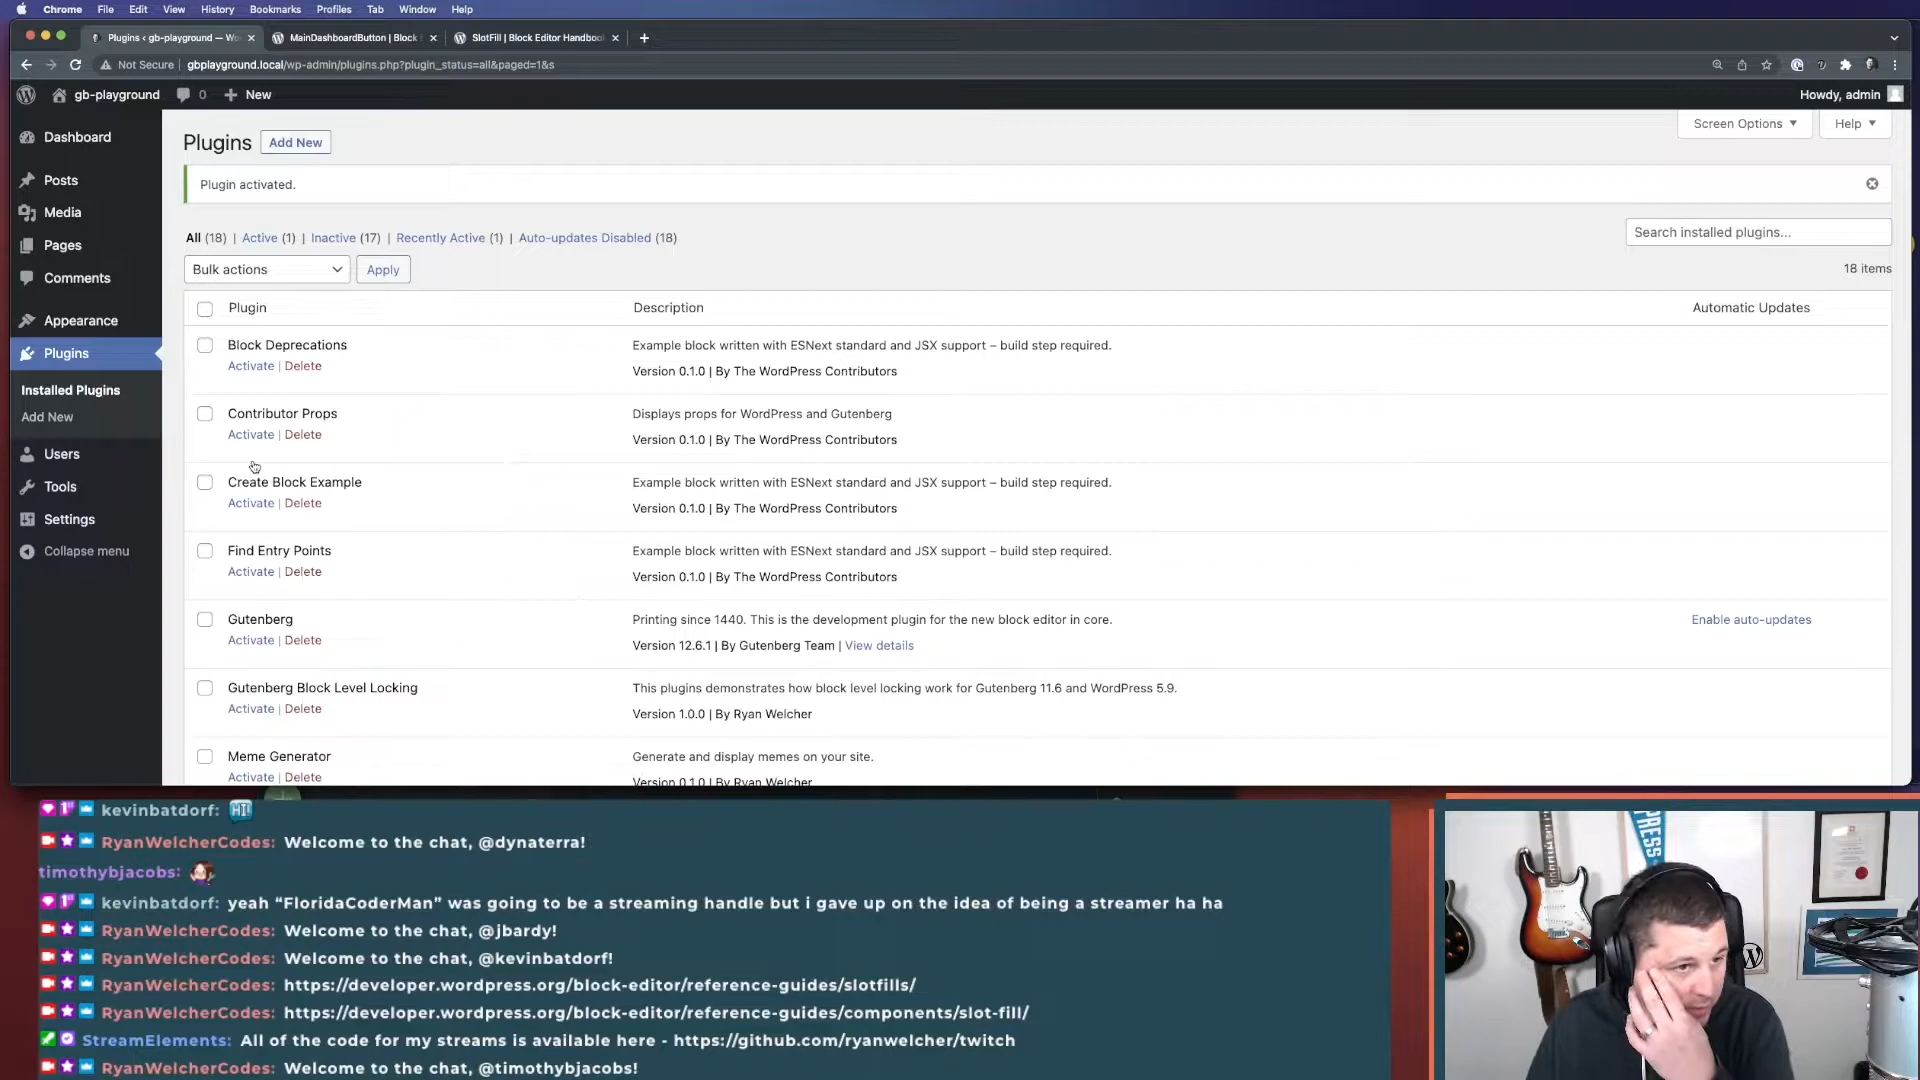 Chrome File Edit View History Bookmarks Profiles Tab Window Help
Plugins ‹ gb-playground — Wo
MainDashboardButton | Block E
SlotFill | Block Editor Handboo
Not Secure | gbplayground.local/wp-admin/plugins.php?plugin_status=all&paged=1&s
gb-playground 0 New
Howdy, admin
Dashboard
Posts
Media
Pages
Comments
Appearance
Plugins
Installed Plugins
Add New
Users
Tools
Settings
Collapse menu
Screen Options
Help
Plugins Add New
Plugin activated.
All (18) | Active (1) | Inactive (17) | Recently Active (1) | Auto-updates Disabled (18)
Search installed plugins...
Bulk actions Apply
18 items
Plugin Description Automatic Updates
Block Deprecations
Activate | Delete
Example block written with ESNext standard and JSX support – build step required.
Version 0.1.0 | By The WordPress Contributors
Contributor Props
Activate | Delete
Displays props for WordPress and Gutenberg
Version 0.1.0 | By The WordPress Contributors
Create Block Example
Activate | Delete
Example block written with ESNext standard and JSX support – build step required.
Version 0.1.0 | By The WordPress Contributors
Find Entry Points
Activate | Delete
Example block written with ESNext standard and JSX support – build step required.
Version 0.1.0 | By The WordPress Contributors
Gutenberg
Activate | Delete
Printing since 1440. This is the development plugin for the new block editor in core.
Version 12.6.1 | By Gutenberg Team | View details
Enable auto-updates
Gutenberg Block Level Locking
Activate | Delete
This plugins demonstrates how block level locking work for Gutenberg 11.6 and WordPress 5.9.
Version 1.0.0 | By Ryan Welcher
Meme Generator
Activate | Delete
Generate and display memes on your site.
Version 0.1.0 | By Ryan Welcher
kevinbatdorf: HI
RyanWelcherCodes: Welcome to the chat, @dynaterra!
timothybjacobs:
kevinbatdorf: yeah “FloridaCoderMan” was going to be a streaming handle but i gave up on the idea of being a streamer ha ha
RyanWelcherCodes: Welcome to the chat, @jbardy!
RyanWelcherCodes: Welcome to the chat, @kevinbatdorf!
RyanWelcherCodes: https://developer.wordpress.org/block-editor/reference-guides/slotfills/
RyanWelcherCodes: https://developer.wordpress.org/block-editor/reference-guides/components/slot-fill/
StreamElements: All of the code for my streams is available here - https://github.com/ryanwelcher/twitch
RyanWelcherCodes: Welcome to the chat, @timothybjacobs!
PRESS